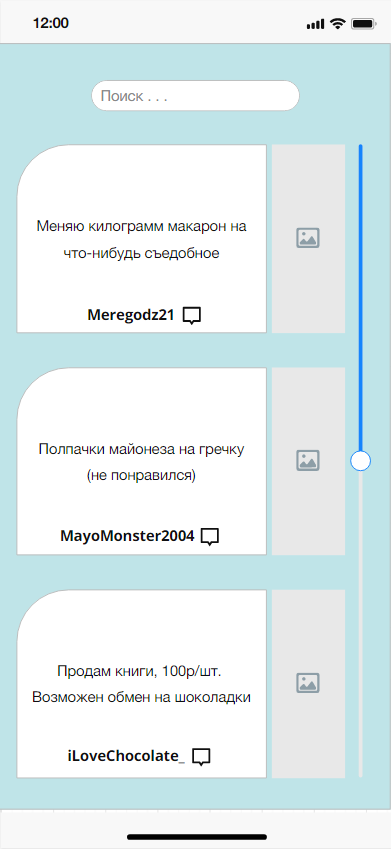 12:00
Поиск . . .
Меняю килограмм макарон на
что-нибудь съедобное
Meregodz21
Полпачки майонеза на гречку
(не понравился)
MayoMonster2004
Продам книги, 100р/шт.
Возможен обмен на шоколадки
iLoveChocolate_